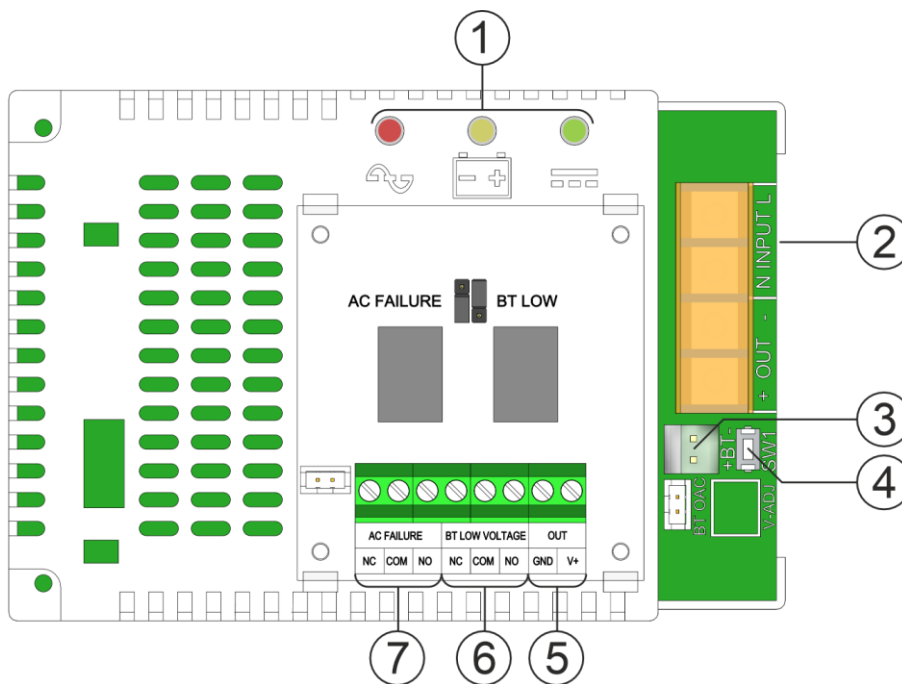 1
2
N INPUT L
AC FAILURE BT LOW
+ OUT -
3
+BT-
SW1
4
BT OAC
V-ADJ
AC FAILURE BT LOW VOLTAGE OUT
NC COM NO NC COM NO GND V+
7 6 5